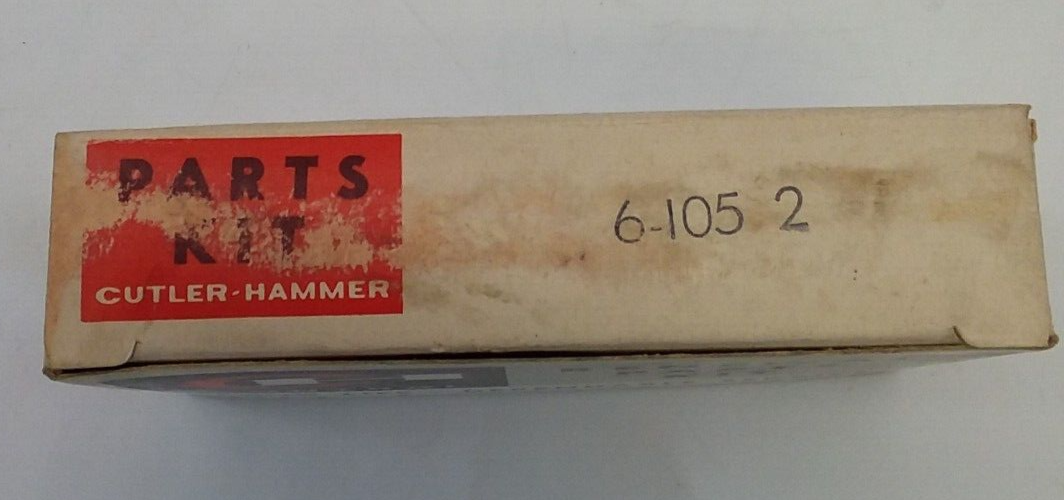 PARTS
KIT
CUTLER-HAMMER
6-105 2